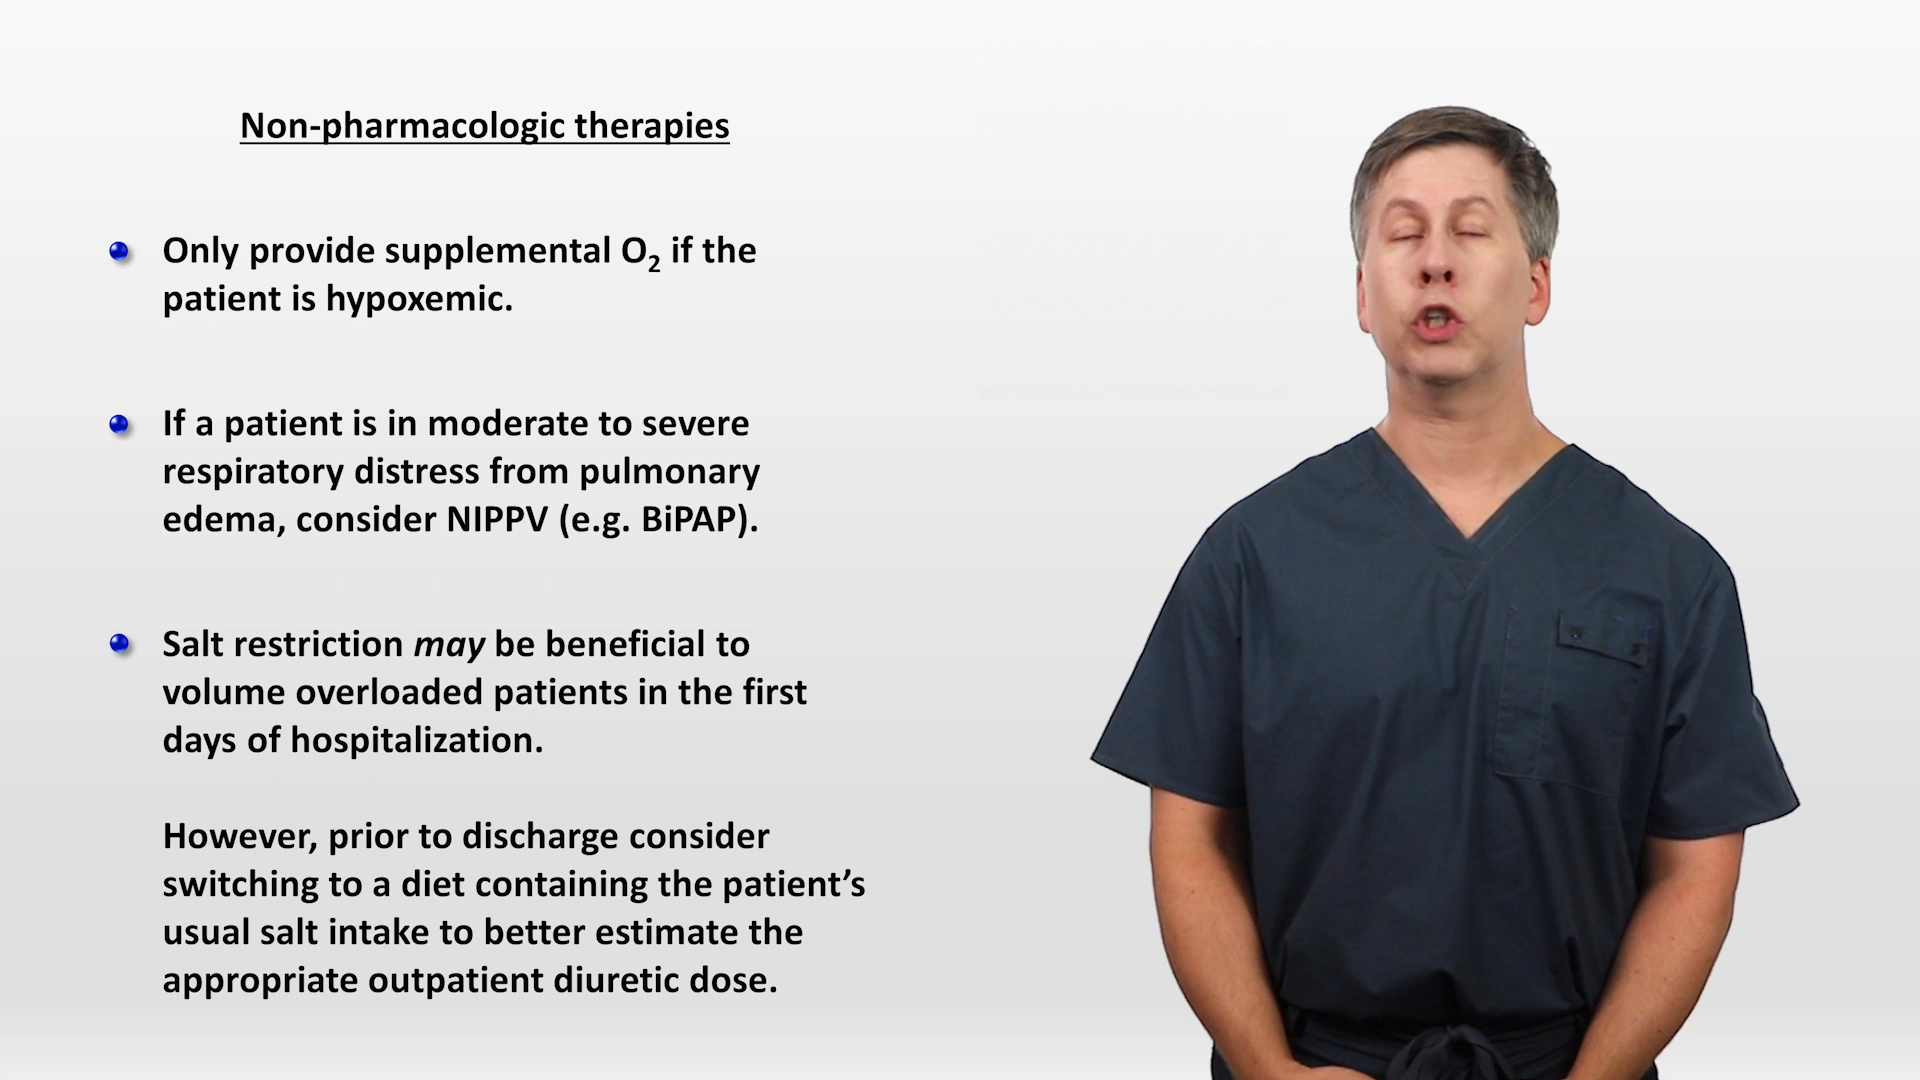 Non-pharmacologic therapies
Only provide supplemental O₂ if the
patient is hypoxemic.
If a patient is in moderate to severe
respiratory distress from pulmonary
edema, consider NIPPV (e.g. BiPAP).
Salt restriction may be beneficial to
volume overloaded patients in the first
days of hospitalization.
However, prior to discharge consider
switching to a diet containing the patient’s
usual salt intake to better estimate the
appropriate outpatient diuretic dose.